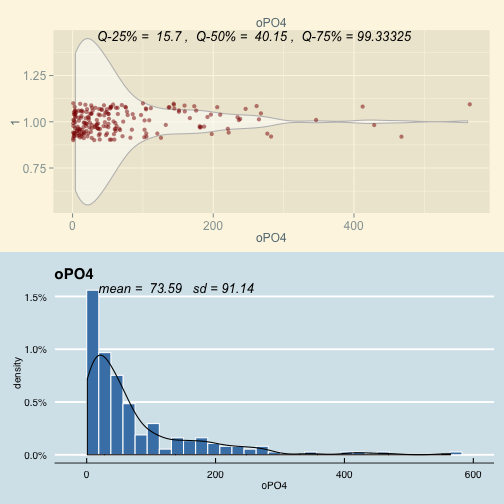 oPO4
Q-25% = 15.7 , Q-50% = 40.15 , Q-75% = 99.33325
1.25
1.00
0.75
1
0 200 400
oPO4
oPO4
mean = 73.59 sd = 91.14
1.5%
1.0%
0.5%
0.0%
density
0 200 400 600
oPO4